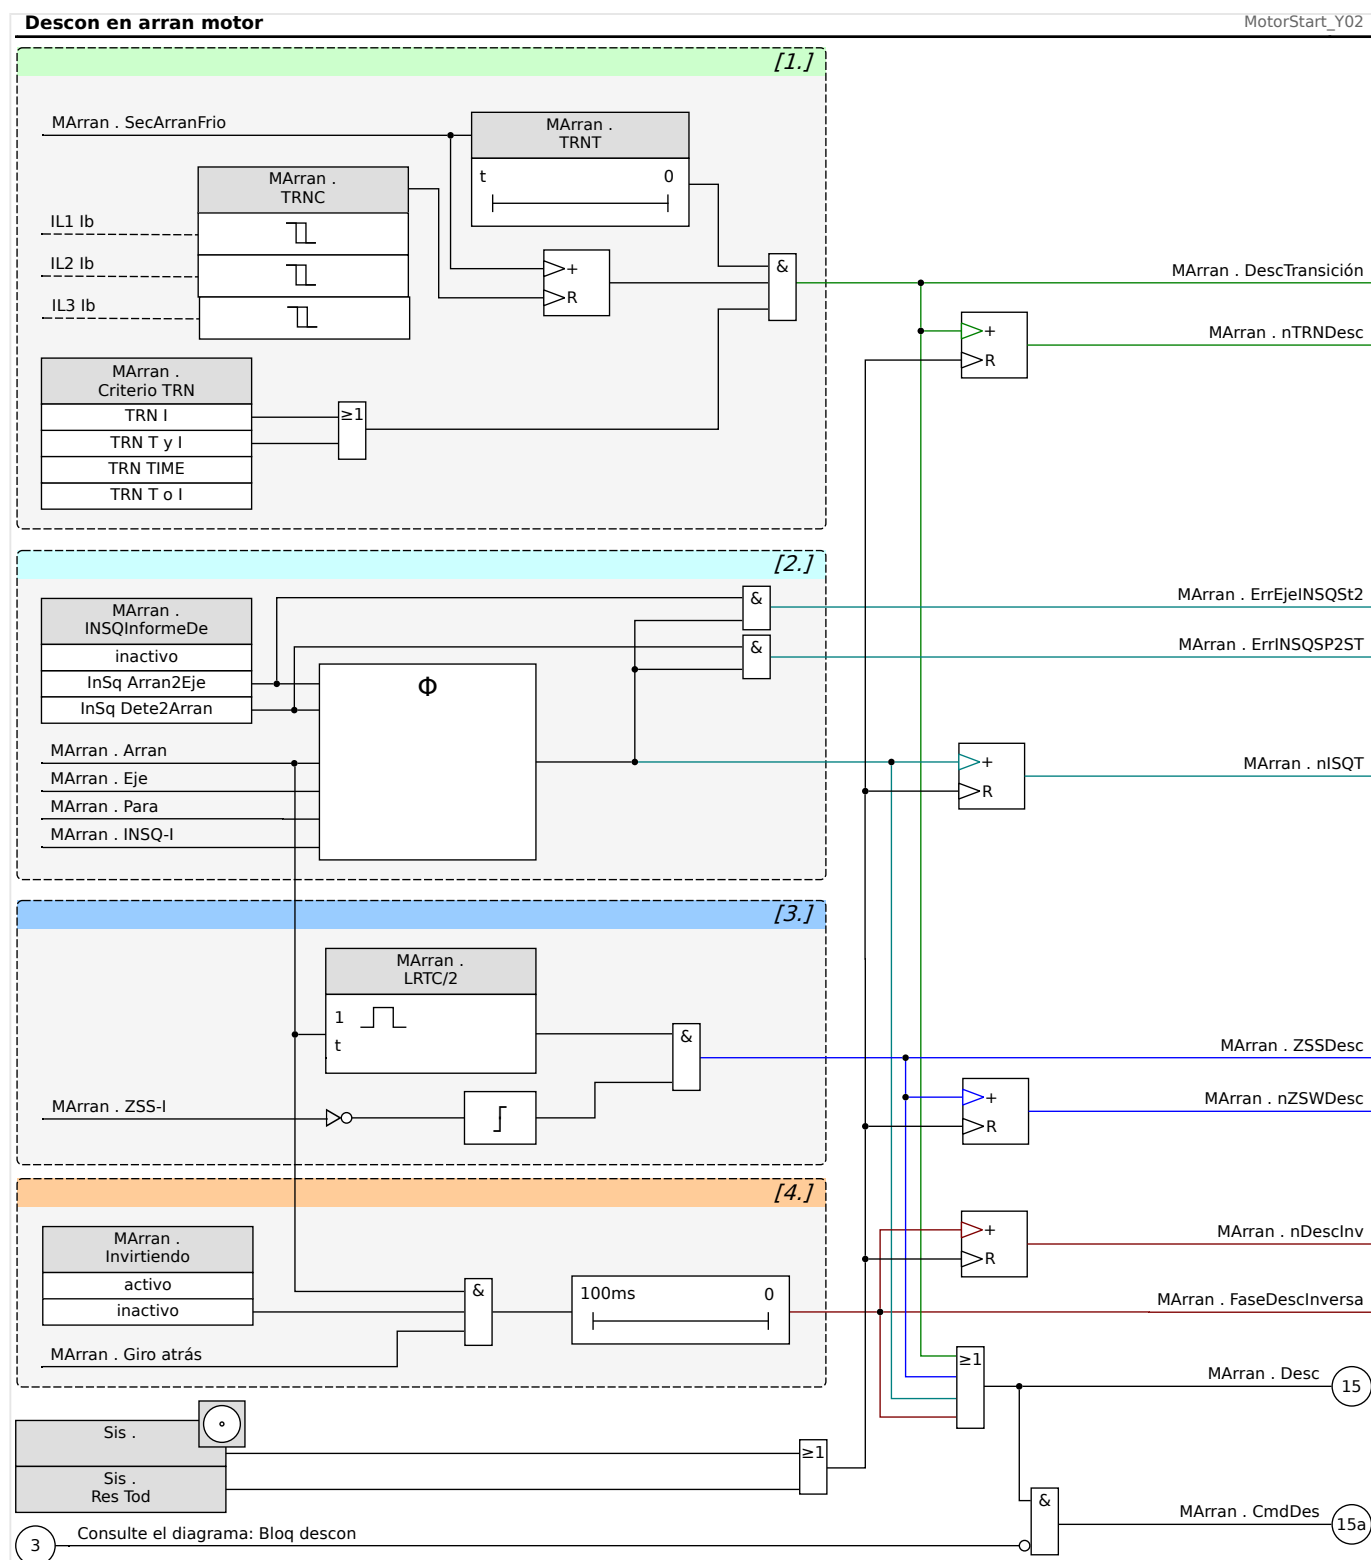 Descon en arran motor
MotorStart_Y02
[1.]
MArran . SecArranFrio
MArran .
TRNT
t 0
MArran .
TRNC
IL1 Ib
IL2 Ib
IL3 Ib
+
R
&
MArran . DescTransición
+
R
MArran . nTRNDesc
MArran .
Criterio TRN
TRN I
TRN T y I
TRN TIME
TRN T o I
≥1
[2.]
MArran .
INSQInformeDe
inactivo
InSq Arran2Eje
InSq Dete2Arran
Φ
&
MArran . ErrEjeINSQSt2
&
MArran . ErrINSQSP2ST
MArran . Arran
MArran . Eje
MArran . Para
MArran . INSQ-I
+
R
MArran . nISQT
[3.]
MArran .
LRTC/2
1
t
&
MArran . ZSSDesc
MArran . ZSS-I
+
R
MArran . nZSWDesc
[4.]
MArran .
Invirtiendo
activo
inactivo
MArran . Giro atrás
&
100ms 0
+
R
MArran . nDescInv
MArran . FaseDescInversa
≥1
MArran . Desc
15
Sis .
Sis .
Res Tod
≥1
&
MArran . CmdDes
15a
3
Consulte el diagrama: Bloq descon